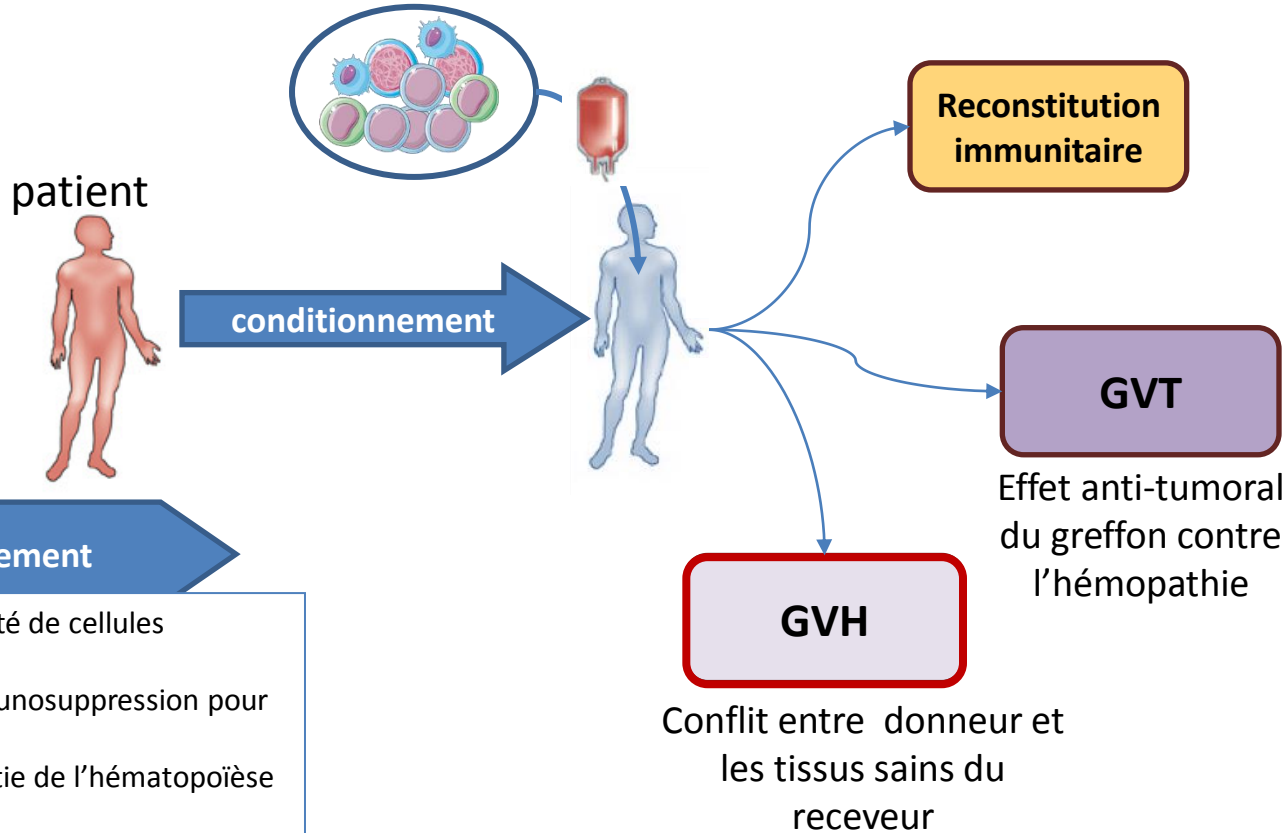 Reconstitution
immunitaire
patient
conditionnement
GVT
Effet anti-tumoral
du greffon contre
l’hémopathie
GVH
Conflit entre donneur et
les tissus sains du
receveur
ement
té de cellules
unosuppression pour
tie de l’hématopoïèse